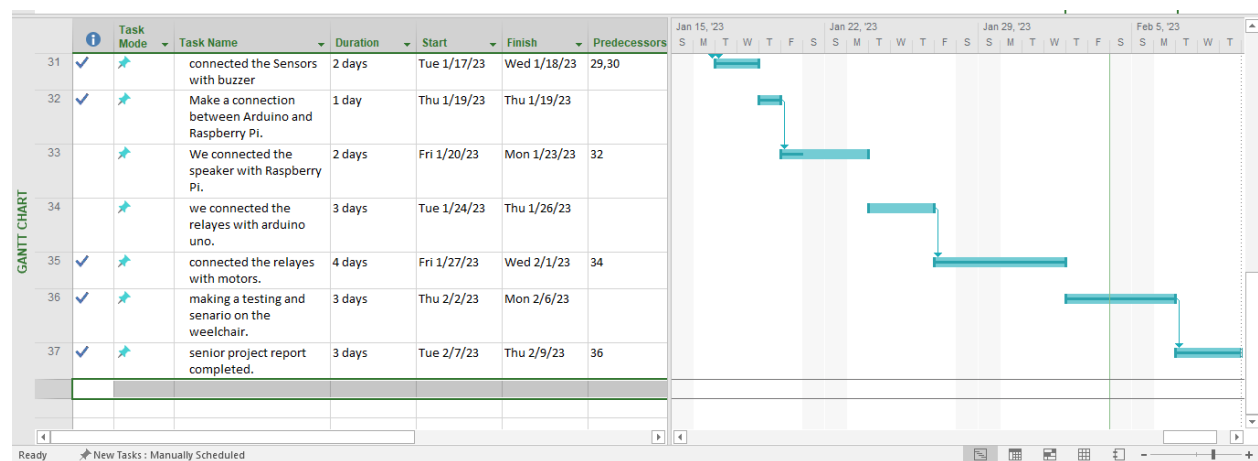 Jan 15, '23 Jan 22, '23 Jan 29, '23 Feb 5, '23
Task Mode Task Name Duration Start Finish Predecessors
S M T W T F S S M T W T F S S M T W T F S S M T W T
31 connected the Sensors 2 days Tue 1/17/23 Wed 1/18/23 29,30
with buzzer
32 Make a connection 1 day Thu 1/19/23 Thu 1/19/23
between Arduino and
Raspberry Pi.
33 We connected the 2 days Fri 1/20/23 Mon 1/23/23 32
speaker with Raspberry
Pi.
34 we connected the 3 days Tue 1/24/23 Thu 1/26/23
relayes with arduino
uno.
35 connected the relayes 4 days Fri 1/27/23 Wed 2/1/23 34
with motors.
36 making a testing and 3 days Thu 2/2/23 Mon 2/6/23
senario on the
weelchair.
37 senior project report 3 days Tue 2/7/23 Thu 2/9/23 36
completed.
GANTT CHART
Ready New Tasks : Manually Scheduled